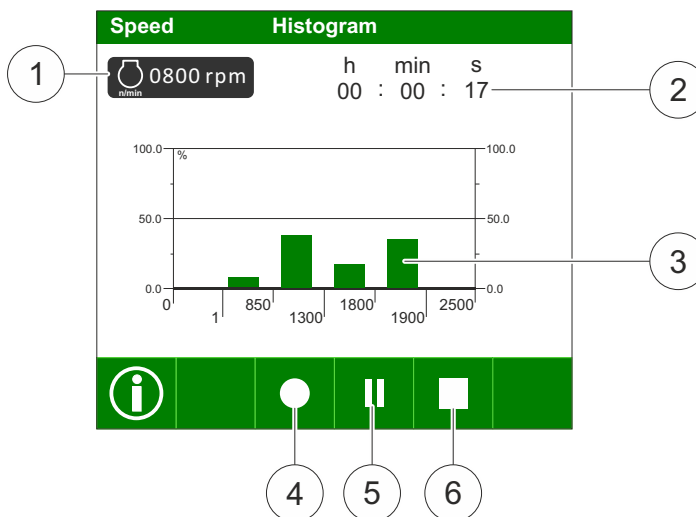 Speed Histogram
1 0800 rpm
n/min
h min s
00 : 00 : 17
2
100.0 % 100.0
50.0 50.0
3
0.0 0.0
0 850 1800 2500
1 1300 1900
i
4 5 6